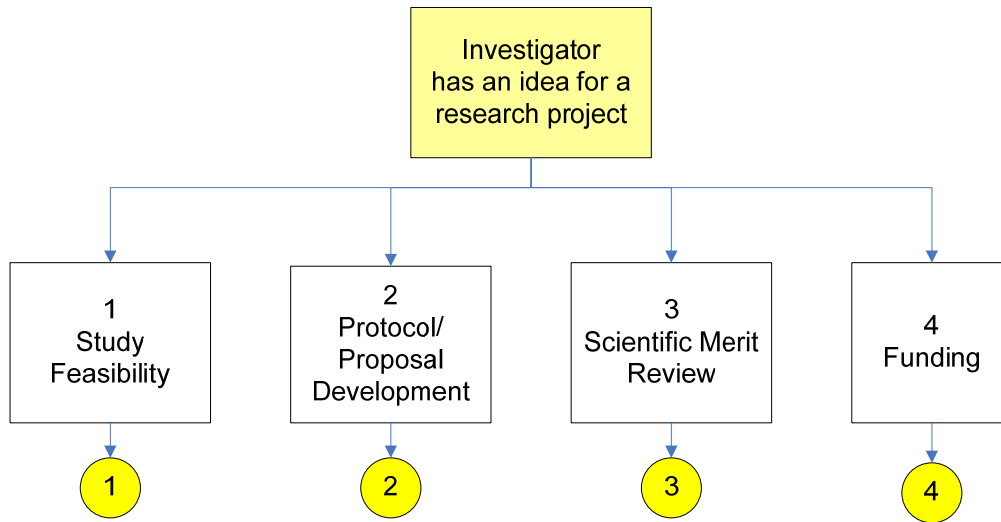 Investigator
has an idea for a
research project
1
Study
Feasibility
2
Protocol/
Proposal
Development
3
Scientific Merit
Review
4
Funding
1
2
3
4